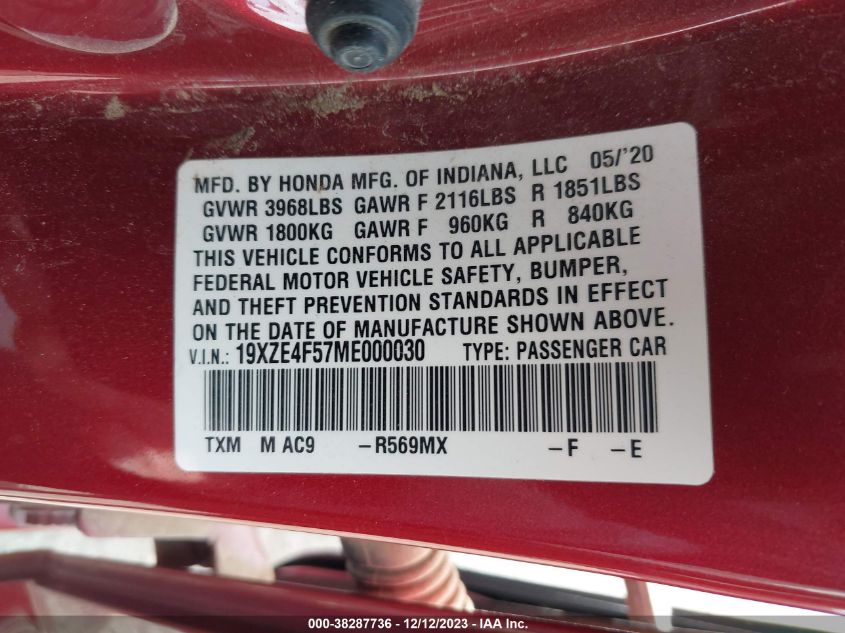 MFD. BY HONDA MFG. OF INDIANA, LLC 05/'20
GVWR 3968LBS GAWR F 2116LBS R 1851LBS
GVWR 1800KG GAWR F 960KG R 840KG
THIS VEHICLE CONFORMS TO ALL APPLICABLE
FEDERAL MOTOR VEHICLE SAFETY, BUMPER,
AND THEFT PREVENTION STANDARDS IN EFFECT
ON THE DATE OF MANUFACTURE SHOWN ABOVE.
V.I.N.: 19XZE4F57ME000030 TYPE: PASSENGER CAR
TXM M AC9 -R569MX -F -E
000-38287736 - 12/12/2023 - IAA, Inc.